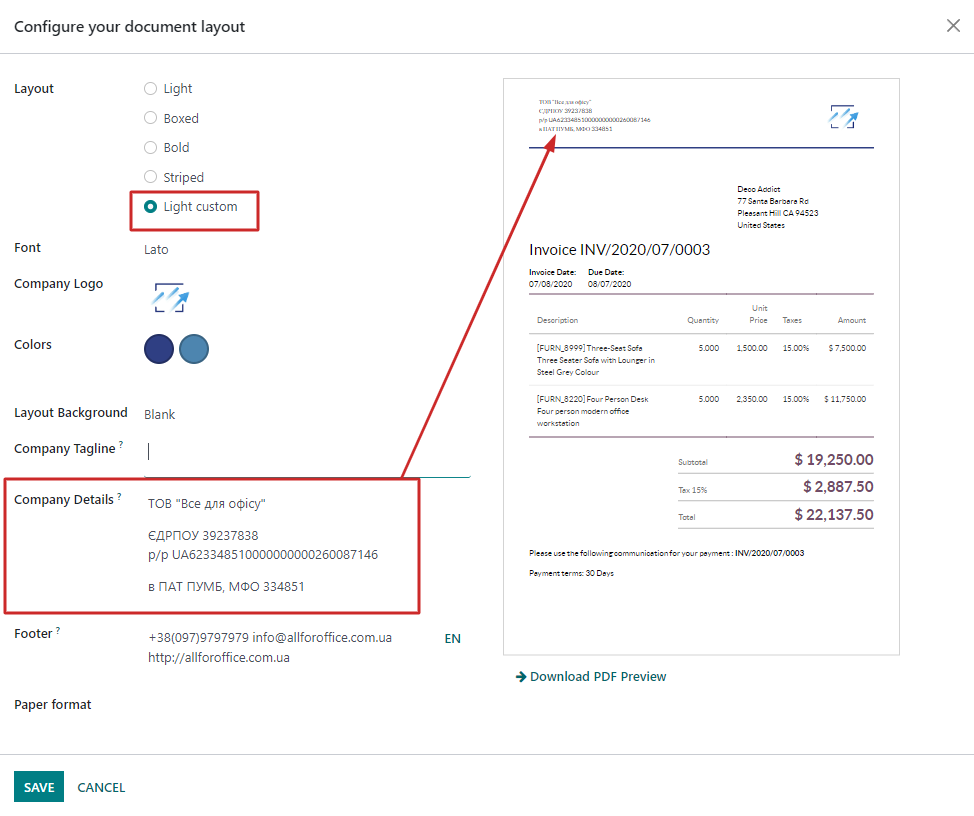 Configure your document layout
Layout
Light
Boxed
Bold
Striped
Light custom
Font
Lato
Company Logo
Colors
Layout Background
Blank
Company Tagline ?
Company Details ?
ТОВ "Все для офісу"
ЄДРПОУ 39237838
р/р UA623348510000000000260087146
в ПАТ ПУМБ, МФО 334851
Footer ?
+38(097)9797979 info@allforoffice.com.ua
EN
http://allforoffice.com.ua
Paper format
SAVE
CANCEL
ТОВ "Все для офісу"
ЄДРПОУ 39237838
р/р UA623348510000000000260087146
в ПАТ ПУМБ, МФО 334851
Deco Addict
77 Santa Barbara Rd
Pleasant Hill CA 94523
United States
Invoice INV/2020/07/0003
Invoice Date: Due Date:
07/08/2020 08/07/2020
Description Quantity Unit Price Taxes Amount
[FURN_8999] Three-Seat Sofa 5.000 1,500.00 15.00% $ 7,500.00
Three Seater Sofa with Lounger in
Steel Grey Colour
[FURN_8220] Four Person Desk 5.000 2,350.00 15.00% $ 11,750.00
Four person modern office
workstation
Subtotal $ 19,250.00
Tax 15% $ 2,887.50
Total $ 22,137.50
Please use the following communication for your payment : INV/2020/07/0003
Payment terms: 30 Days
Download PDF Preview